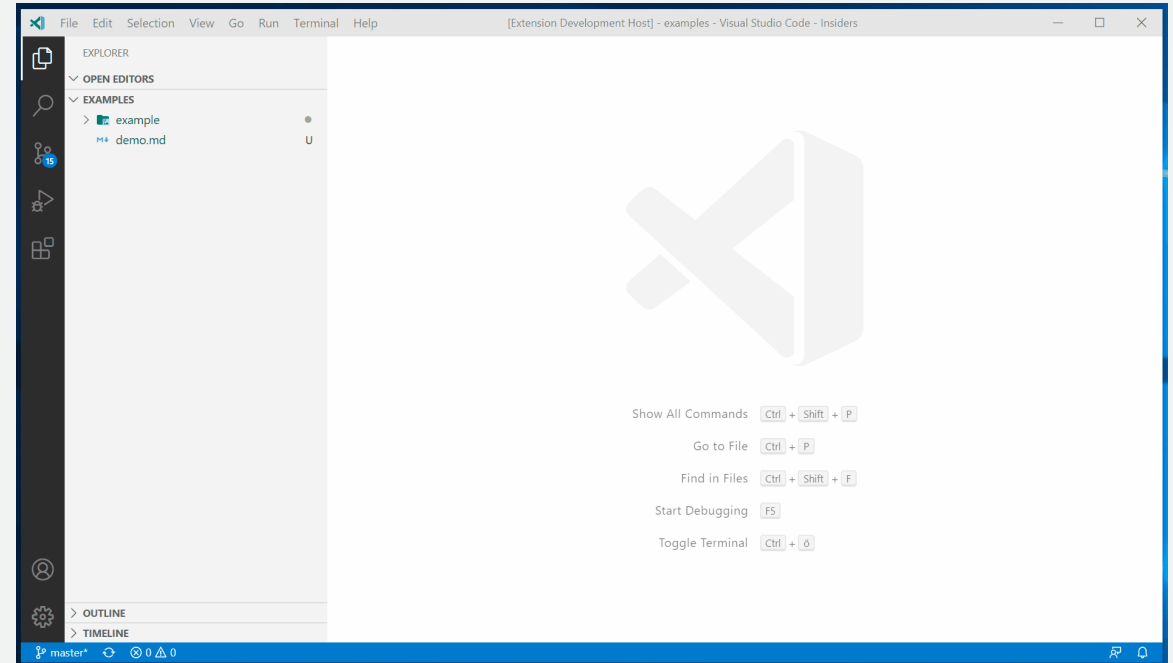 File Edit Selection View Go Run Terminal Help [Extension Development Host] - examples - Visual Studio Code - Insiders
EXPLORER
OPEN EDITORS
EXAMPLES
example
M↓ demo.md U
15
Show All Commands Ctrl + Shift + P
Go to File Ctrl + P
Find in Files Ctrl + Shift + F
Start Debugging F5
Toggle Terminal Ctrl + ö
OUTLINE
TIMELINE
master* 0 0